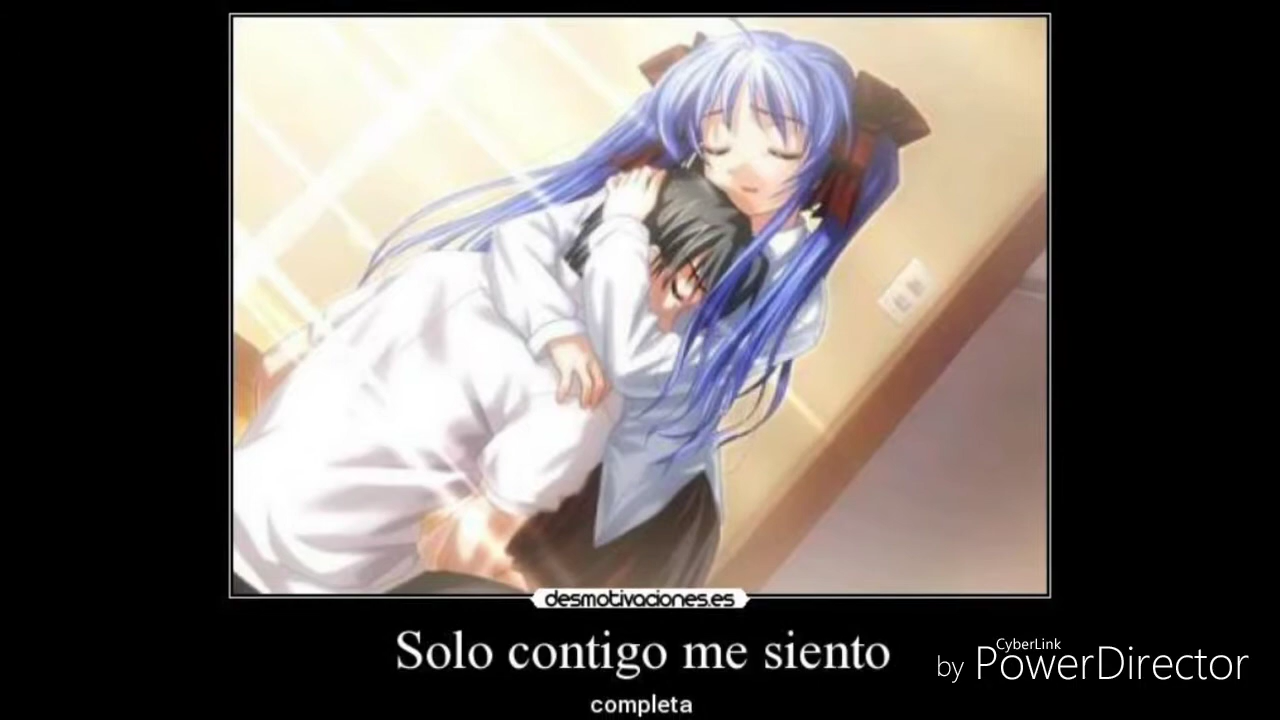 desmotivaciones.es
Solo contigo me siento
completa
CyberLink
by PowerDirector